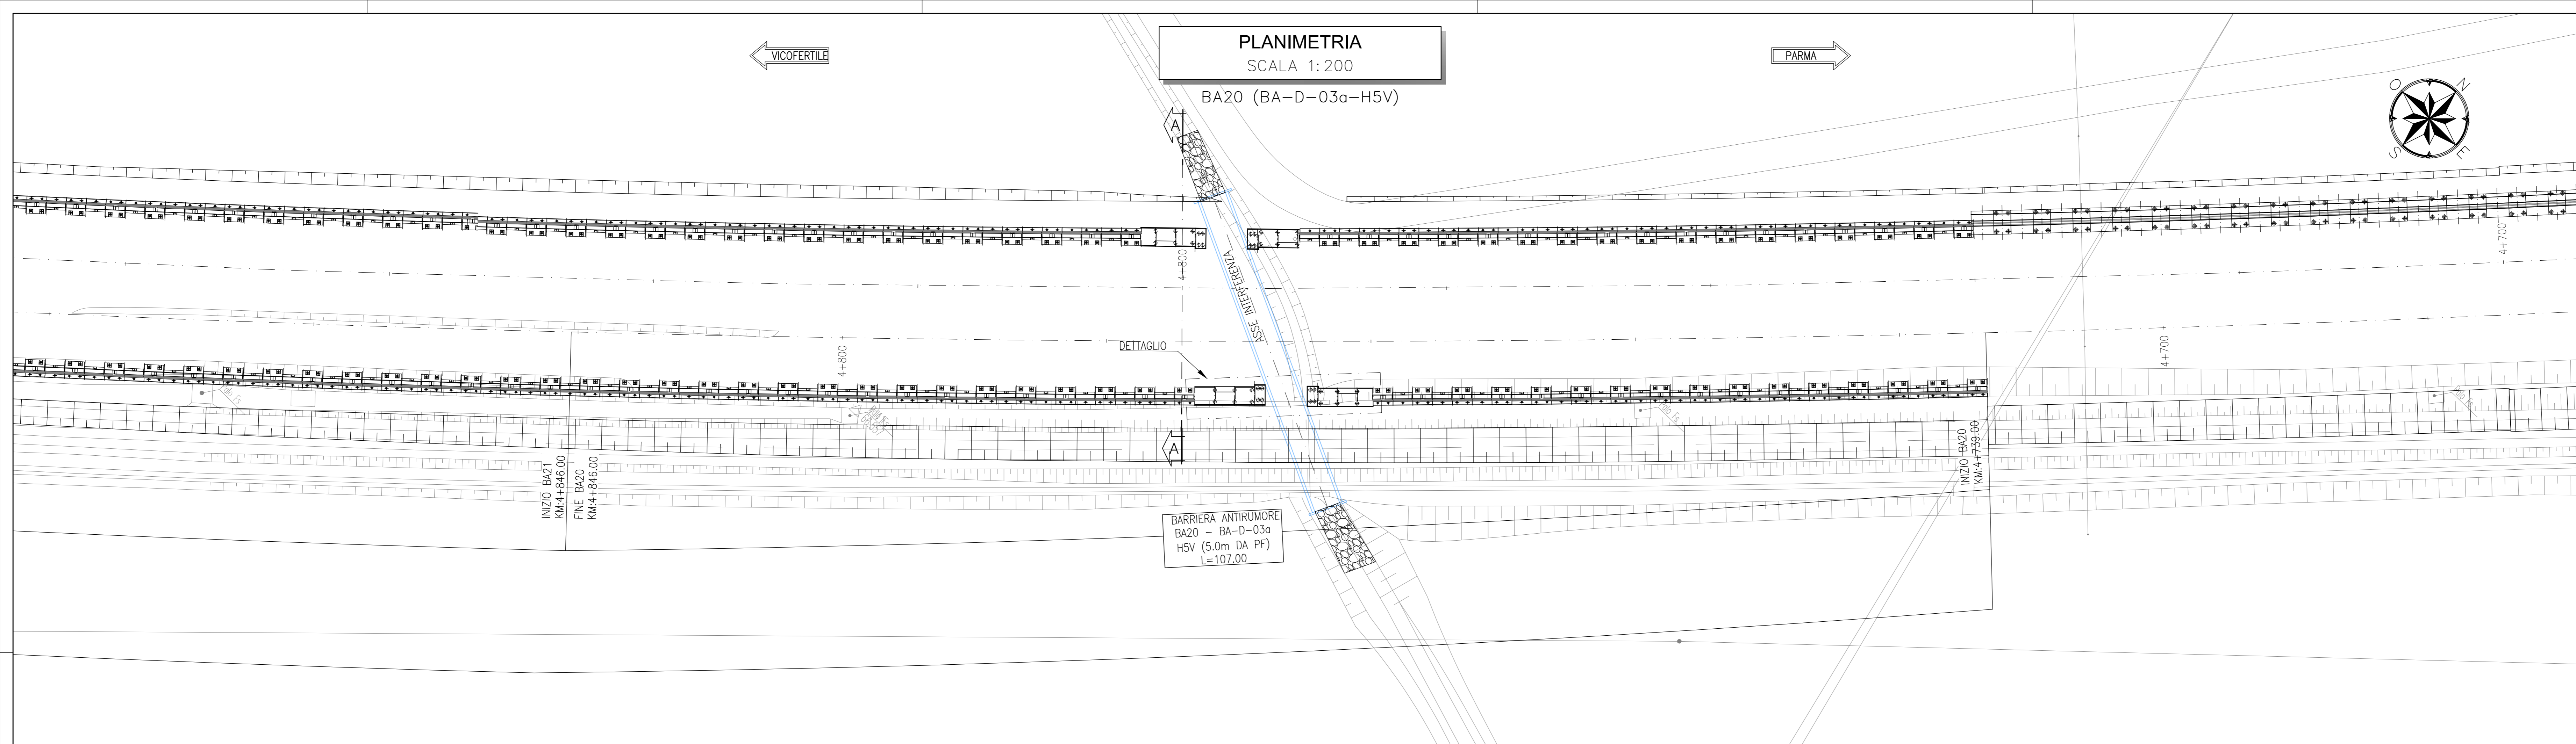 PLANIMETRIA
SCALA 1:200
BA20 (BA-D-03a-H5V)
VICOFERTILE
PARMA
O
N
S
E
A
4+800
4+700
ASSE INTERFERENZA
DETTAGLIO
4+800
4+700
A
INIZIO BA21
KM:4+846.00
FINE BA20
KM:4+846.00
INIZIO BA20
KM:4+739.00
BARRIERA ANTIRUMORE
BA20 - BA-D-03a
H5V (5.0m DA PF)
L=107.00